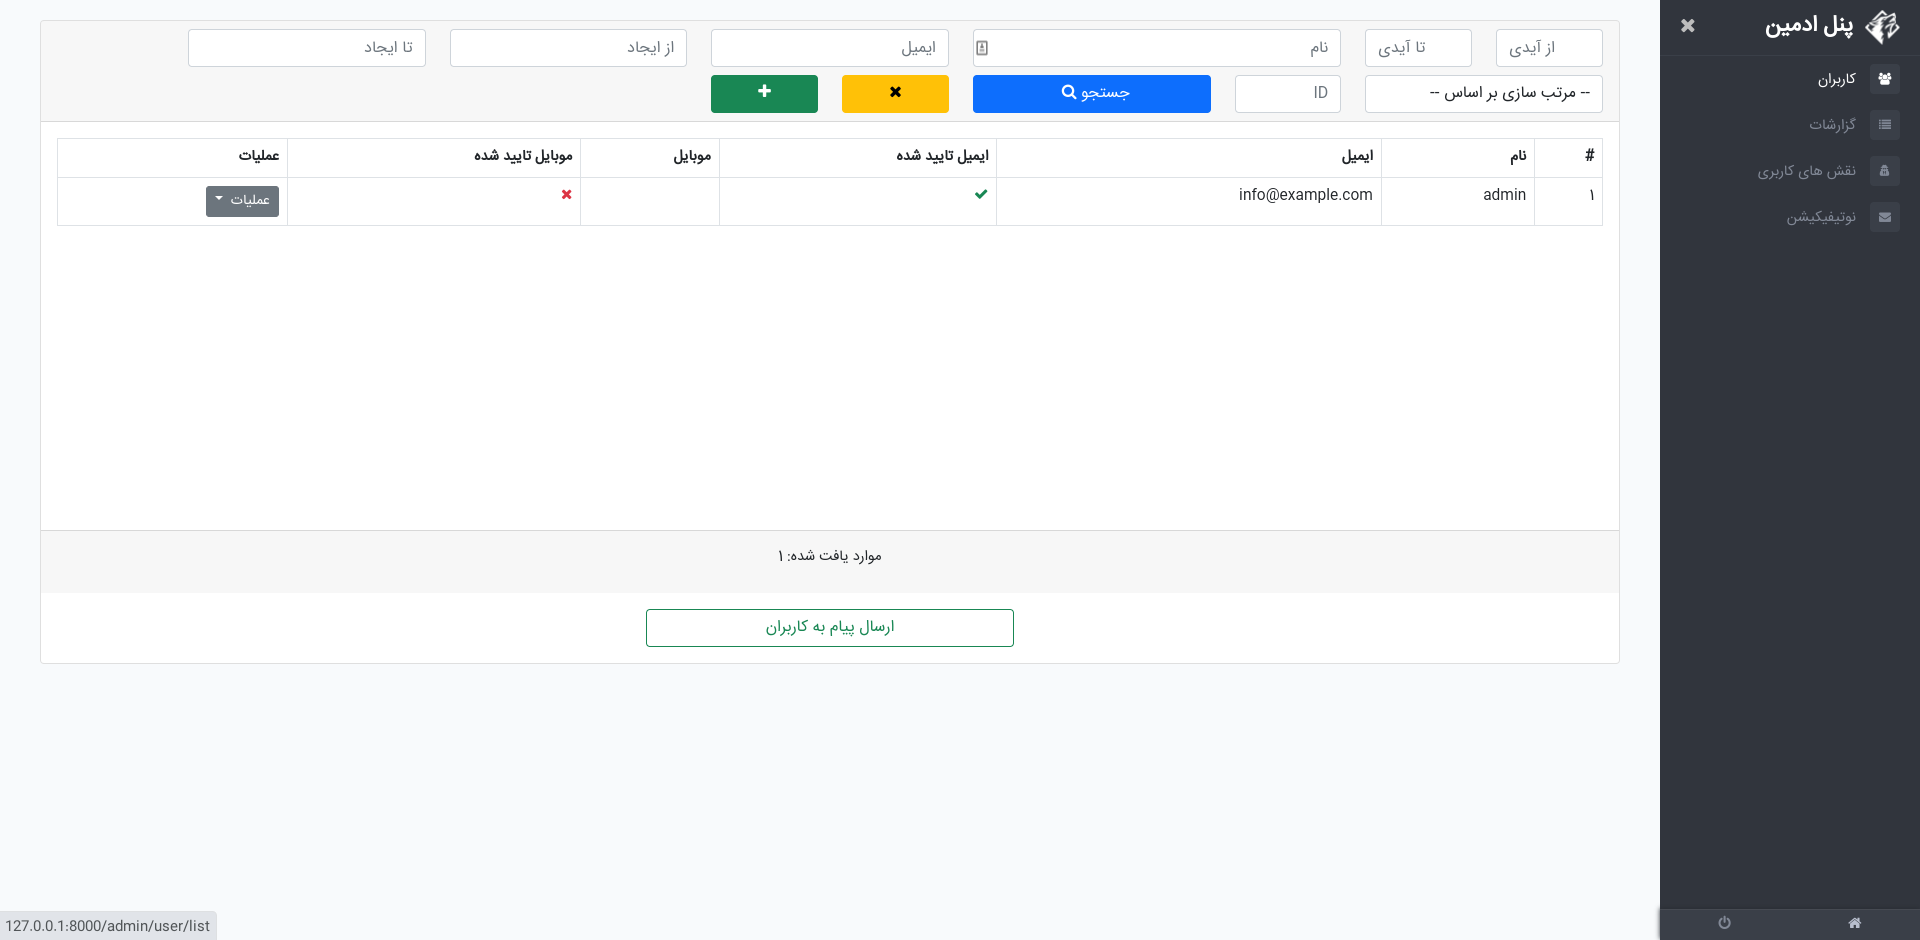 پنل ادمین
کاربران
گزارشات
نقش های کاربری
نوتیفیکیشن
از آیدی
تا آیدی
نام
ایمیل
از ایجاد
تا ایجاد
-- مرتب سازی بر اساس --
ID
جستجو
# نام ایمیل ایمیل تایید شده موبایل موبایل تایید شده عملیات
۱ admin info@example.com عملیات
موارد یافت شده: ۱
ارسال پیام به کاربران
127.0.0.1:8000/admin/user/list